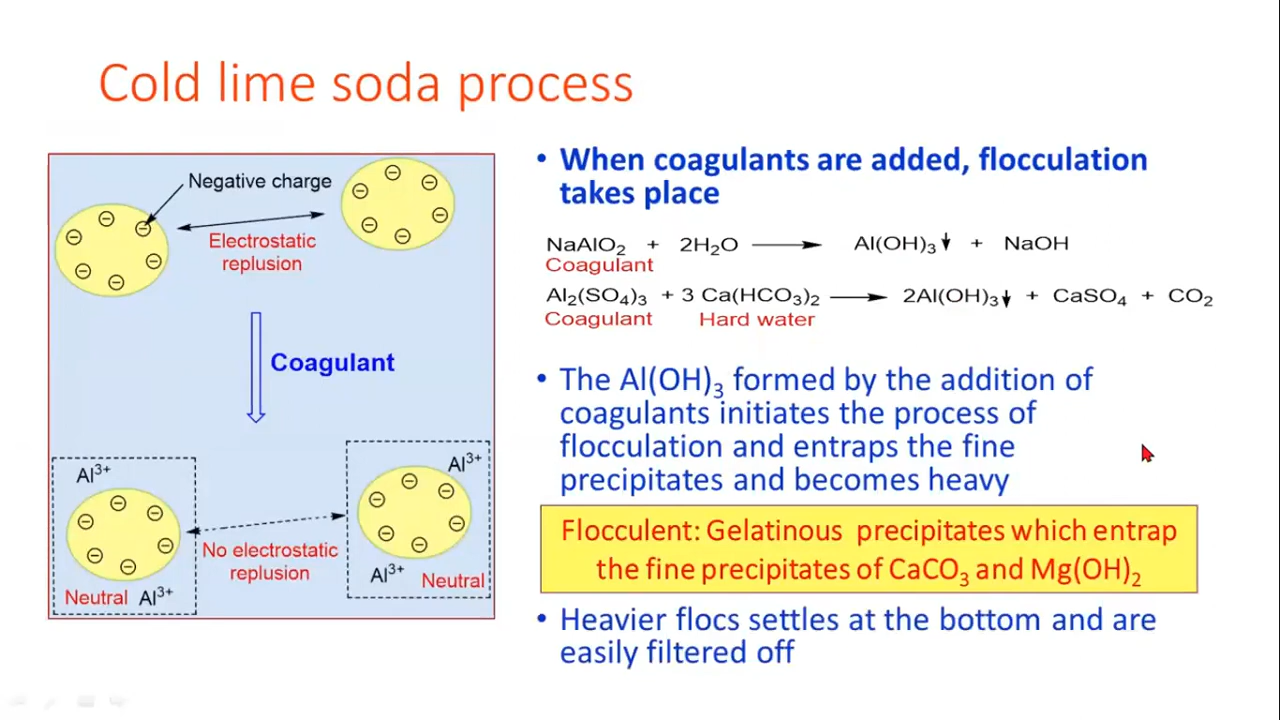 Cold lime soda process
Negative charge
Electrostatic
replusion
Coagulant
Al³⁺
Al³⁺
No electrostatic
replusion
Neutral Al³⁺
Al³⁺ Neutral
• When coagulants are added, flocculation
takes place
NaAlO₂ + 2H₂O ⟶ Al(OH)₃↓ + NaOH
Coagulant
Al₂(SO₄)₃ + 3 Ca(HCO₃)₂ ⟶ 2Al(OH)₃↓ + CaSO₄ + CO₂
Coagulant Hard water
• The Al(OH)₃ formed by the addition of
coagulants initiates the process of
flocculation and entraps the fine
precipitates and becomes heavy
Flocculent: Gelatinous precipitates which entrap
the fine precipitates of CaCO₃ and Mg(OH)₂
• Heavier flocs settles at the bottom and are
easily filtered off